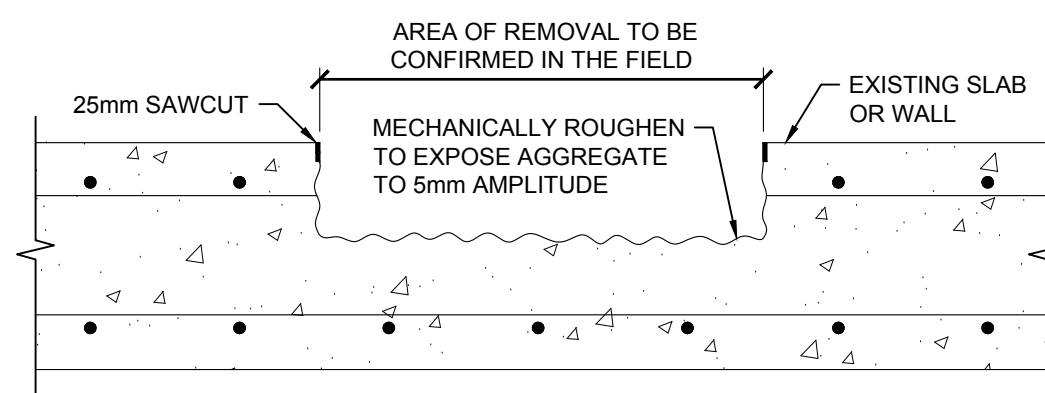 AREA OF REMOVAL TO BE
CONFIRMED IN THE FIELD
25mm SAWCUT
EXISTING SLAB
OR WALL
MECHANICALLY ROUGHEN
TO EXPOSE AGGREGATE
TO 5mm AMPLITUDE